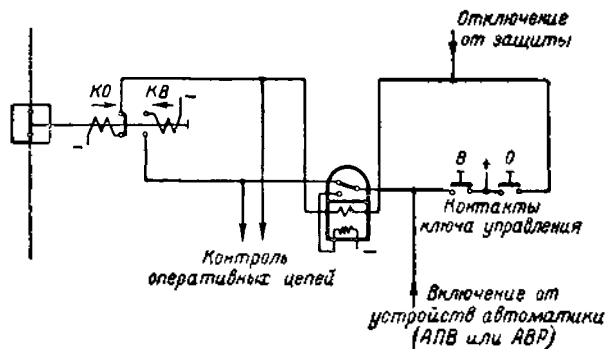 Отключение
от защиты
КО
КВ
В
+
О
Контакты
ключа управления
Контроль
оперативных цепей
Включение от
устройств автоматики
(АПВ или АВР)